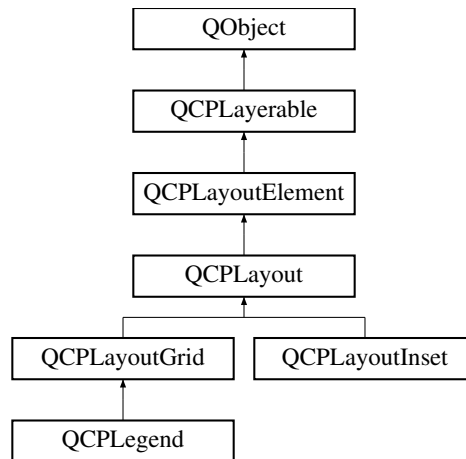 QObject
QCPLayerable
QCPLayoutElement
QCPLayout
QCPLayoutGrid
QCPLayoutInset
QCPLegend